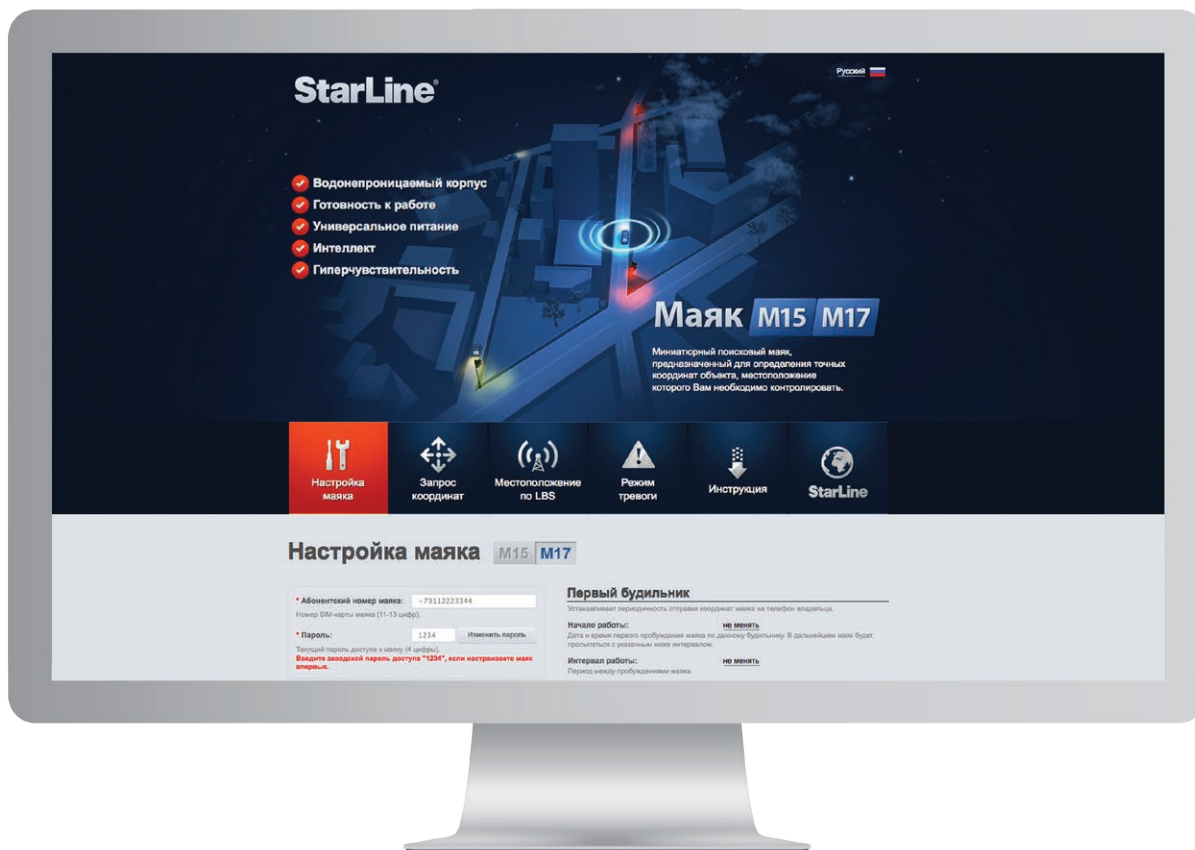 StarLine®
Русский
Водонепроницаемый корпус
Готовность к работе
Универсальное питание
Интеллект
Гиперчувствительность
Маяк M15 M17
Миниатюрный поисковый маяк,
предназначенный для определения точных
координат объекта, местоположение
которого Вам необходимо контролировать.
Настройка
маяка
Запрос
координат
Местоположение
по LBS
Режим
тревоги
Инструкция
StarLine
Настройка маяка M15 M17
* Абонентский номер маяка: +79112223344
Номер SIM-карты маяка (11-13 цифр).
* Пароль: 1234 Изменить пароль
Текущий пароль доступа к маяку (4 цифры).
Введите заводской пароль доступа "1234", если настраиваете маяк
впервые.
Первый будильник
Устанавливает периодичность отправки координат маяка на телефон владельца.
Начало работы: не менять
Дата и время первого пробуждения маяка по данному будильнику. В дальнейшем маяк будет
просыпаться с указанным ниже интервалом.
Интервал работы: не менять
Период между пробуждениями маяка.